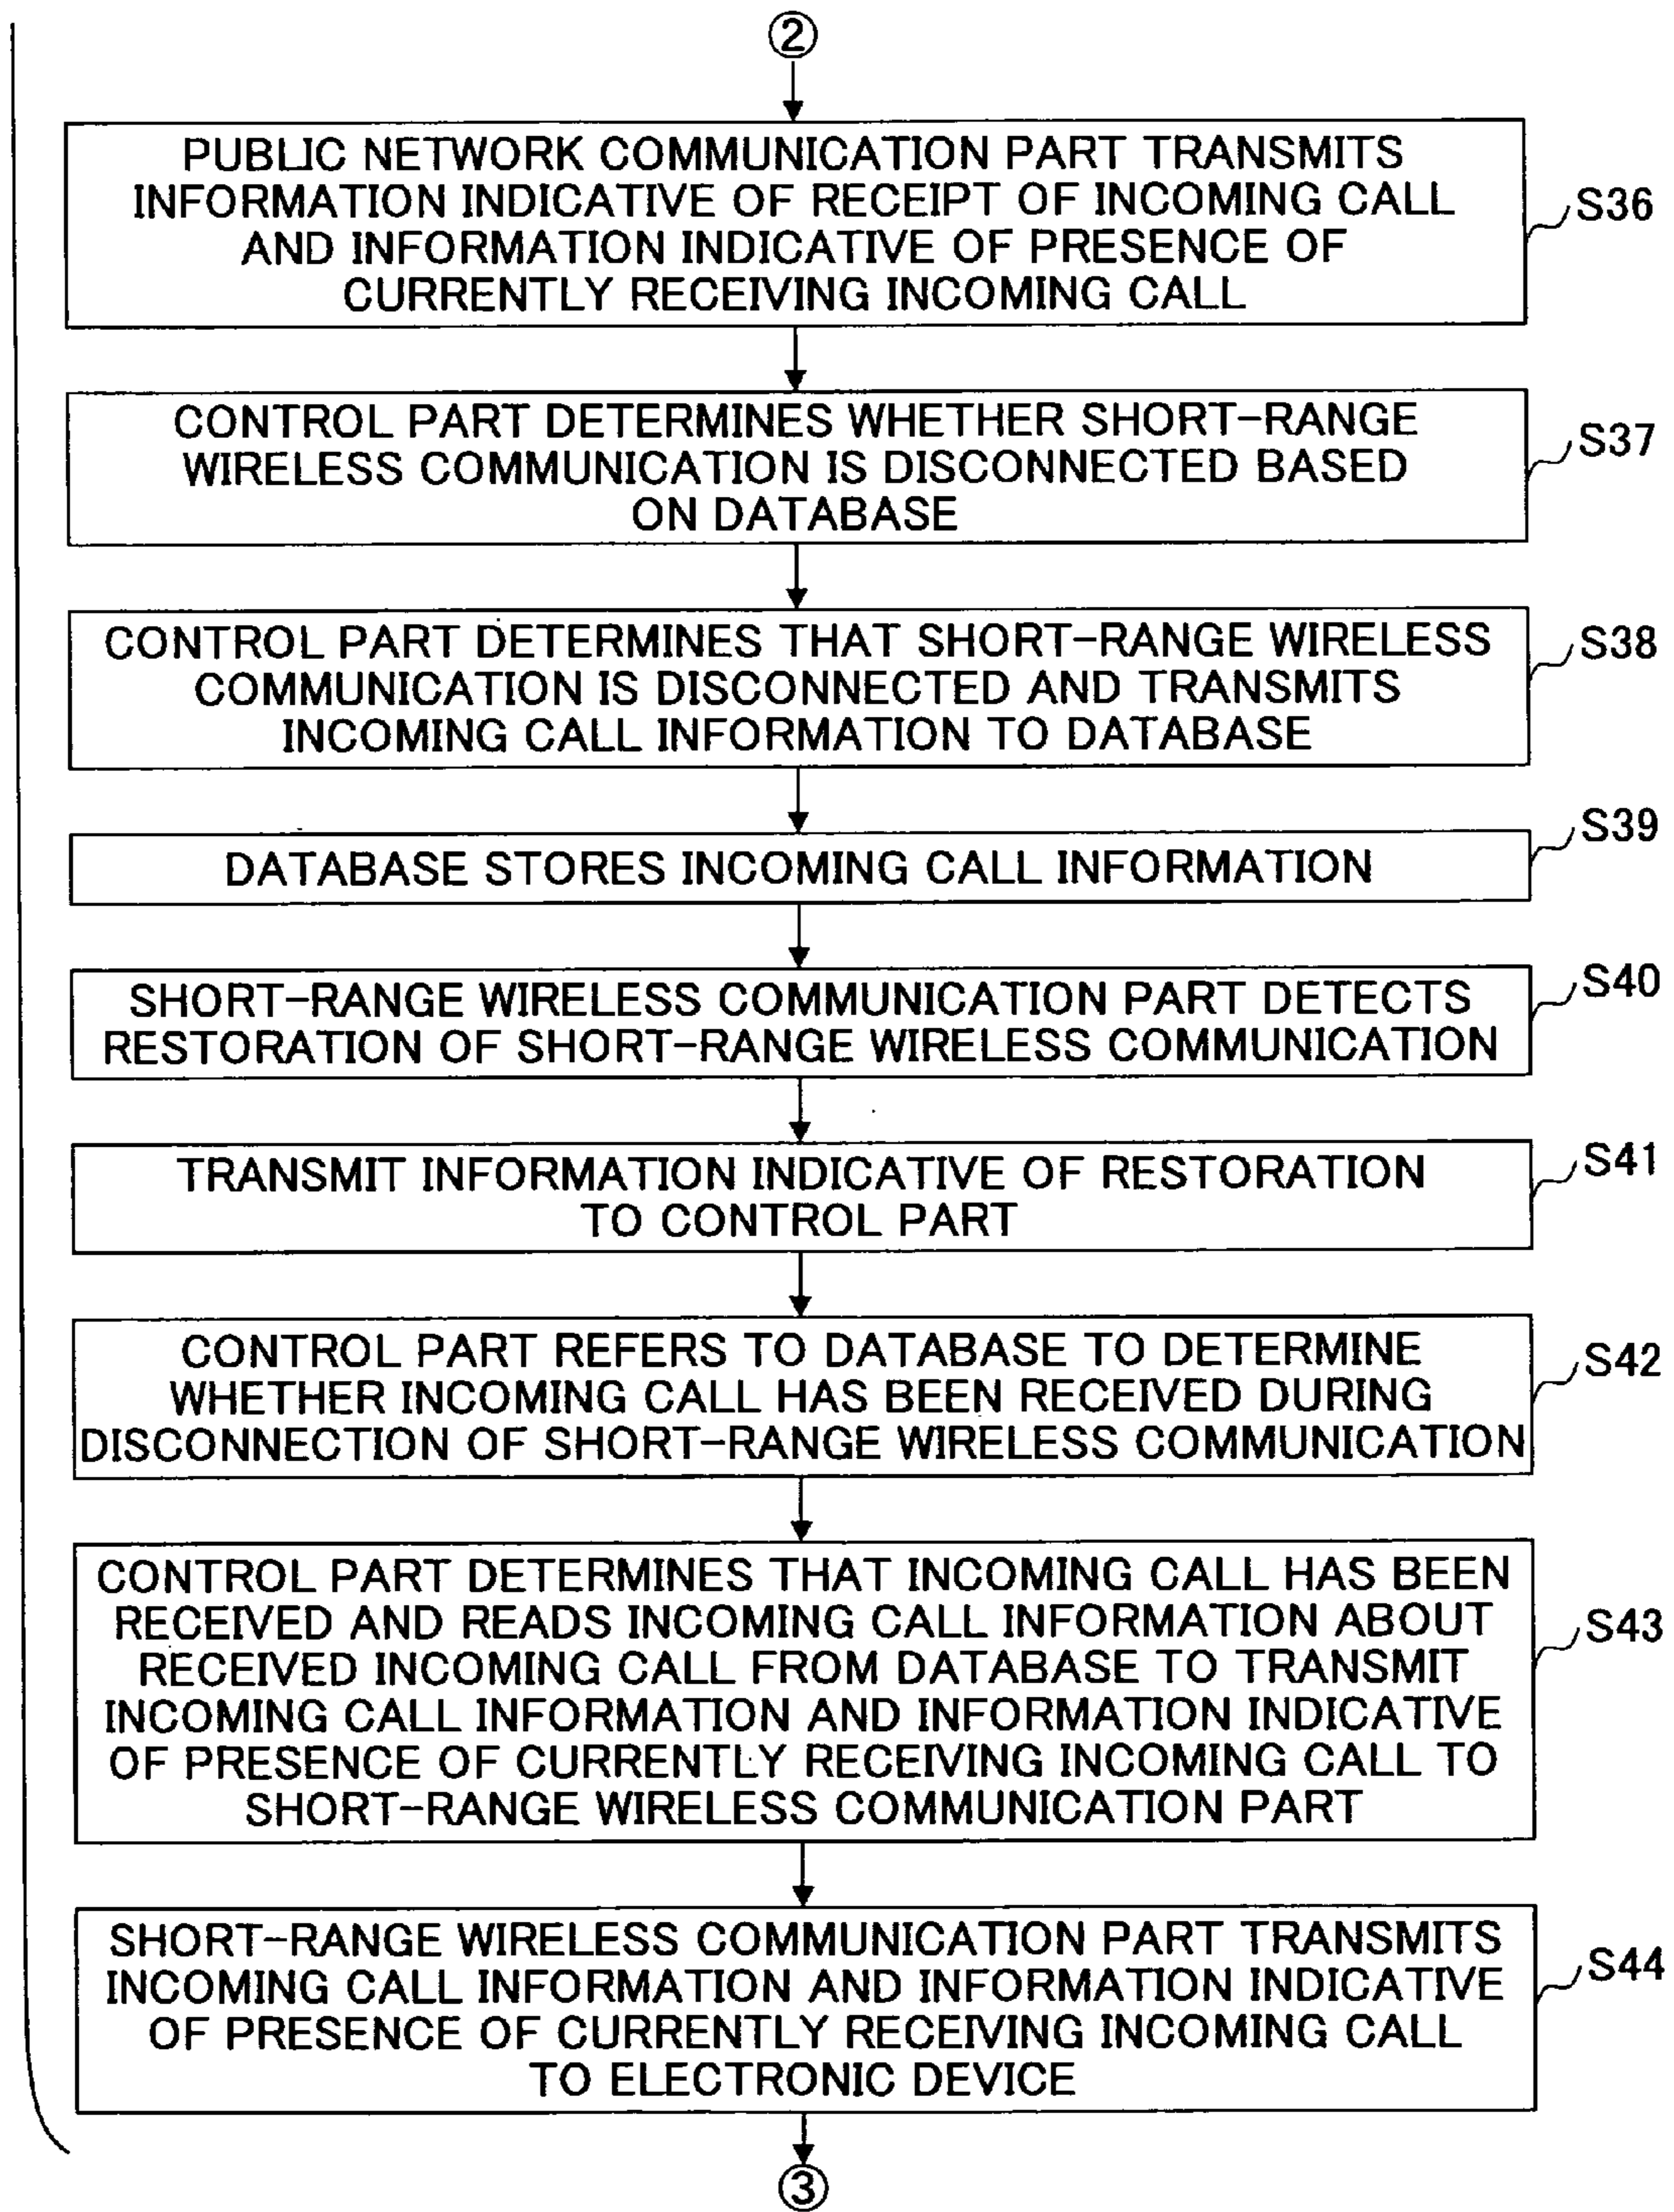 ②
PUBLIC NETWORK COMMUNICATION PART TRANSMITS
INFORMATION INDICATIVE OF RECEIPT OF INCOMING CALL
AND INFORMATION INDICATIVE OF PRESENCE OF
CURRENTLY RECEIVING INCOMING CALL
S36
CONTROL PART DETERMINES WHETHER SHORT-RANGE
WIRELESS COMMUNICATION IS DISCONNECTED BASED
ON DATABASE
S37
CONTROL PART DETERMINES THAT SHORT-RANGE WIRELESS
COMMUNICATION IS DISCONNECTED AND TRANSMITS
INCOMING CALL INFORMATION TO DATABASE
S38
DATABASE STORES INCOMING CALL INFORMATION
S39
SHORT-RANGE WIRELESS COMMUNICATION PART DETECTS
RESTORATION OF SHORT-RANGE WIRELESS COMMUNICATION
S40
TRANSMIT INFORMATION INDICATIVE OF RESTORATION
TO CONTROL PART
S41
CONTROL PART REFERS TO DATABASE TO DETERMINE
WHETHER INCOMING CALL HAS BEEN RECEIVED DURING
DISCONNECTION OF SHORT-RANGE WIRELESS COMMUNICATION
S42
CONTROL PART DETERMINES THAT INCOMING CALL HAS BEEN
RECEIVED AND READS INCOMING CALL INFORMATION ABOUT
RECEIVED INCOMING CALL FROM DATABASE TO TRANSMIT
INCOMING CALL INFORMATION AND INFORMATION INDICATIVE
OF PRESENCE OF CURRENTLY RECEIVING INCOMING CALL TO
SHORT-RANGE WIRELESS COMMUNICATION PART
S43
SHORT-RANGE WIRELESS COMMUNICATION PART TRANSMITS
INCOMING CALL INFORMATION AND INFORMATION INDICATIVE
OF PRESENCE OF CURRENTLY RECEIVING INCOMING CALL
TO ELECTRONIC DEVICE
S44
③